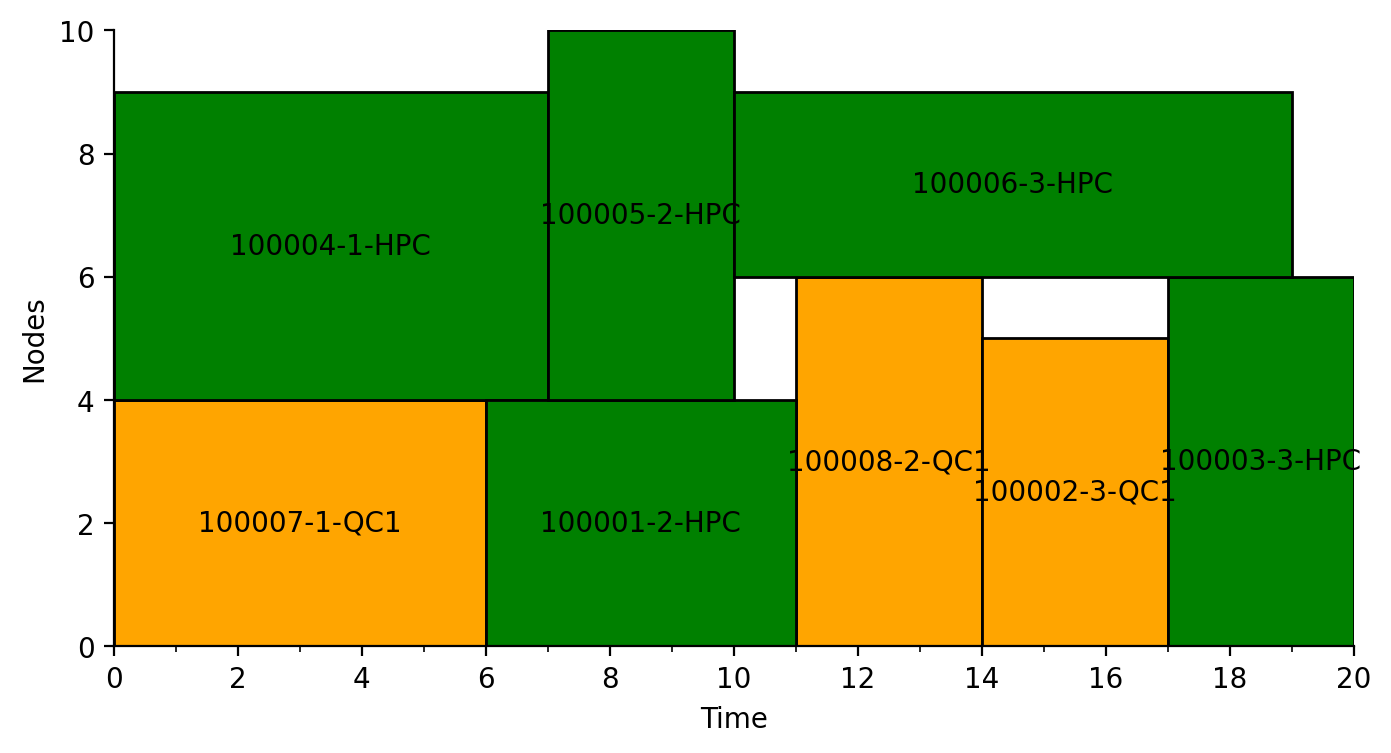 10
8
6
4
2
0
Nodes
100004-1-HPC
100005-2-HPC
100006-3-HPC
100007-1-QC1
100001-2-HPC
100008-2-QC1
100002-3-QC1
100003-3-HPC
0 2 4 6 8 10 12 14 16 18 20
Time